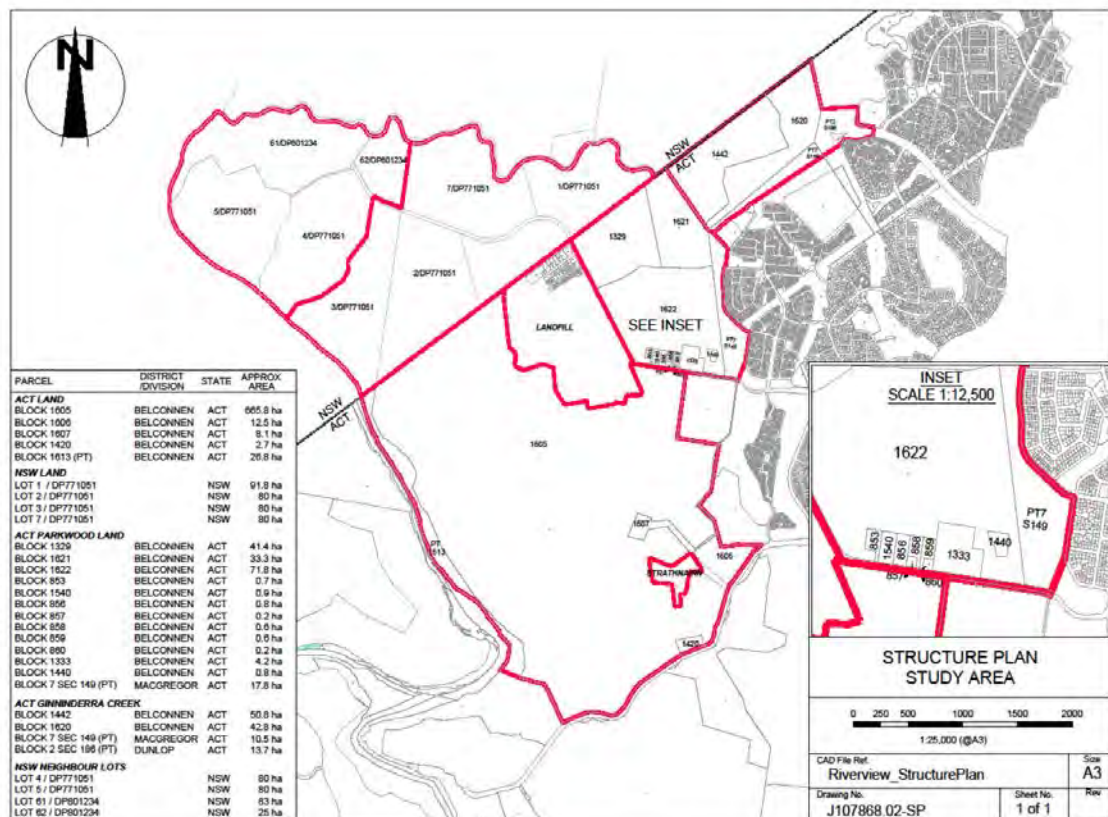 N
61/DP801234
62/DP801234
7/DP771051
1/DP771051
5/DP771051
4/DP771051
2/DP771051
3/DP771051
NSW
ACT
1620
1442
1621
1329
1622
SEE INSET
LANDFILL
NSW
ACT
1605
1607
1606
STRATHNAIRN
1420
PT
1613
PARCEL DISTRICT /DIVISION STATE APPROX AREA
ACT LAND
BLOCK 1605 BELCONNEN ACT 665.8 ha
BLOCK 1606 BELCONNEN ACT 12.5 ha
BLOCK 1607 BELCONNEN ACT 8.1 ha
BLOCK 1420 BELCONNEN ACT 2.7 ha
BLOCK 1613 (PT) BELCONNEN ACT 26.8 ha
NSW LAND
LOT 1 / DP771051 NSW 91.8 ha
LOT 2 / DP771051 NSW 80 ha
LOT 3 / DP771051 NSW 80 ha
LOT 7 / DP771051 NSW 80 ha
ACT PARKWOOD LAND
BLOCK 1329 BELCONNEN ACT 41.4 ha
BLOCK 1621 BELCONNEN ACT 33.3 ha
BLOCK 1622 BELCONNEN ACT 71.8 ha
BLOCK 853 BELCONNEN ACT 0.7 ha
BLOCK 1540 BELCONNEN ACT 0.9 ha
BLOCK 856 BELCONNEN ACT 0.8 ha
BLOCK 857 BELCONNEN ACT 0.2 ha
BLOCK 858 BELCONNEN ACT 0.6 ha
BLOCK 859 BELCONNEN ACT 0.6 ha
BLOCK 860 BELCONNEN ACT 0.2 ha
BLOCK 1333 BELCONNEN ACT 4.2 ha
BLOCK 1440 BELCONNEN ACT 0.8 ha
BLOCK 7 SEC 149 (PT) MACGREGOR ACT 17.8 ha
ACT GINNINDERRA CREEK
BLOCK 1442 BELCONNEN ACT 50.8 ha
BLOCK 1620 BELCONNEN ACT 42.8 ha
BLOCK 7 SEC 149 (PT) MACGREGOR ACT 10.5 ha
BLOCK 2 SEC 186 (PT) DUNLOP ACT 13.7 ha
NSW NEIGHBOUR LOTS
LOT 4 / DP771051 NSW 80 ha
LOT 5 / DP771051 NSW 80 ha
LOT 61 / DP801234 NSW 63 ha
LOT 62 / DP801234 NSW 25 ha
INSET
SCALE 1:12,500
1622
PT7
S149
853
1540
856
858
859
1333
1440
857
860
STRUCTURE PLAN
STUDY AREA
0 250 500 1000 1500 2000
1:25,000 (@A3)
CAD File Ref. Size
Riverview_StructurePlan A3
Drawing No. Sheet No. Rev
J107868.02-SP 1 of 1